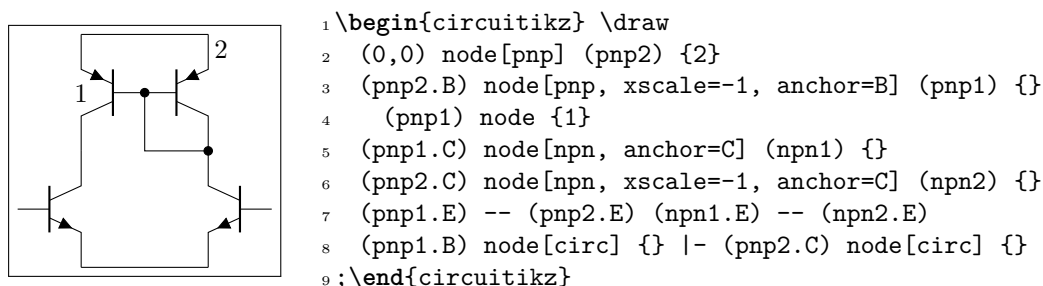 2
1
1 \begin{circuitikz} \draw
2 (0,0) node[pnp] (pnp2) {2}
3 (pnp2.B) node[pnp, xscale=-1, anchor=B] (pnp1) {}
4 (pnp1) node {1}
5 (pnp1.C) node[npn, anchor=C] (npn1) {}
6 (pnp2.C) node[npn, xscale=-1, anchor=C] (npn2) {}
7 (pnp1.E) -- (pnp2.E) (npn1.E) -- (npn2.E)
8 (pnp1.B) node[circ] {} |- (pnp2.C) node[circ] {}
9 ;\end{circuitikz}